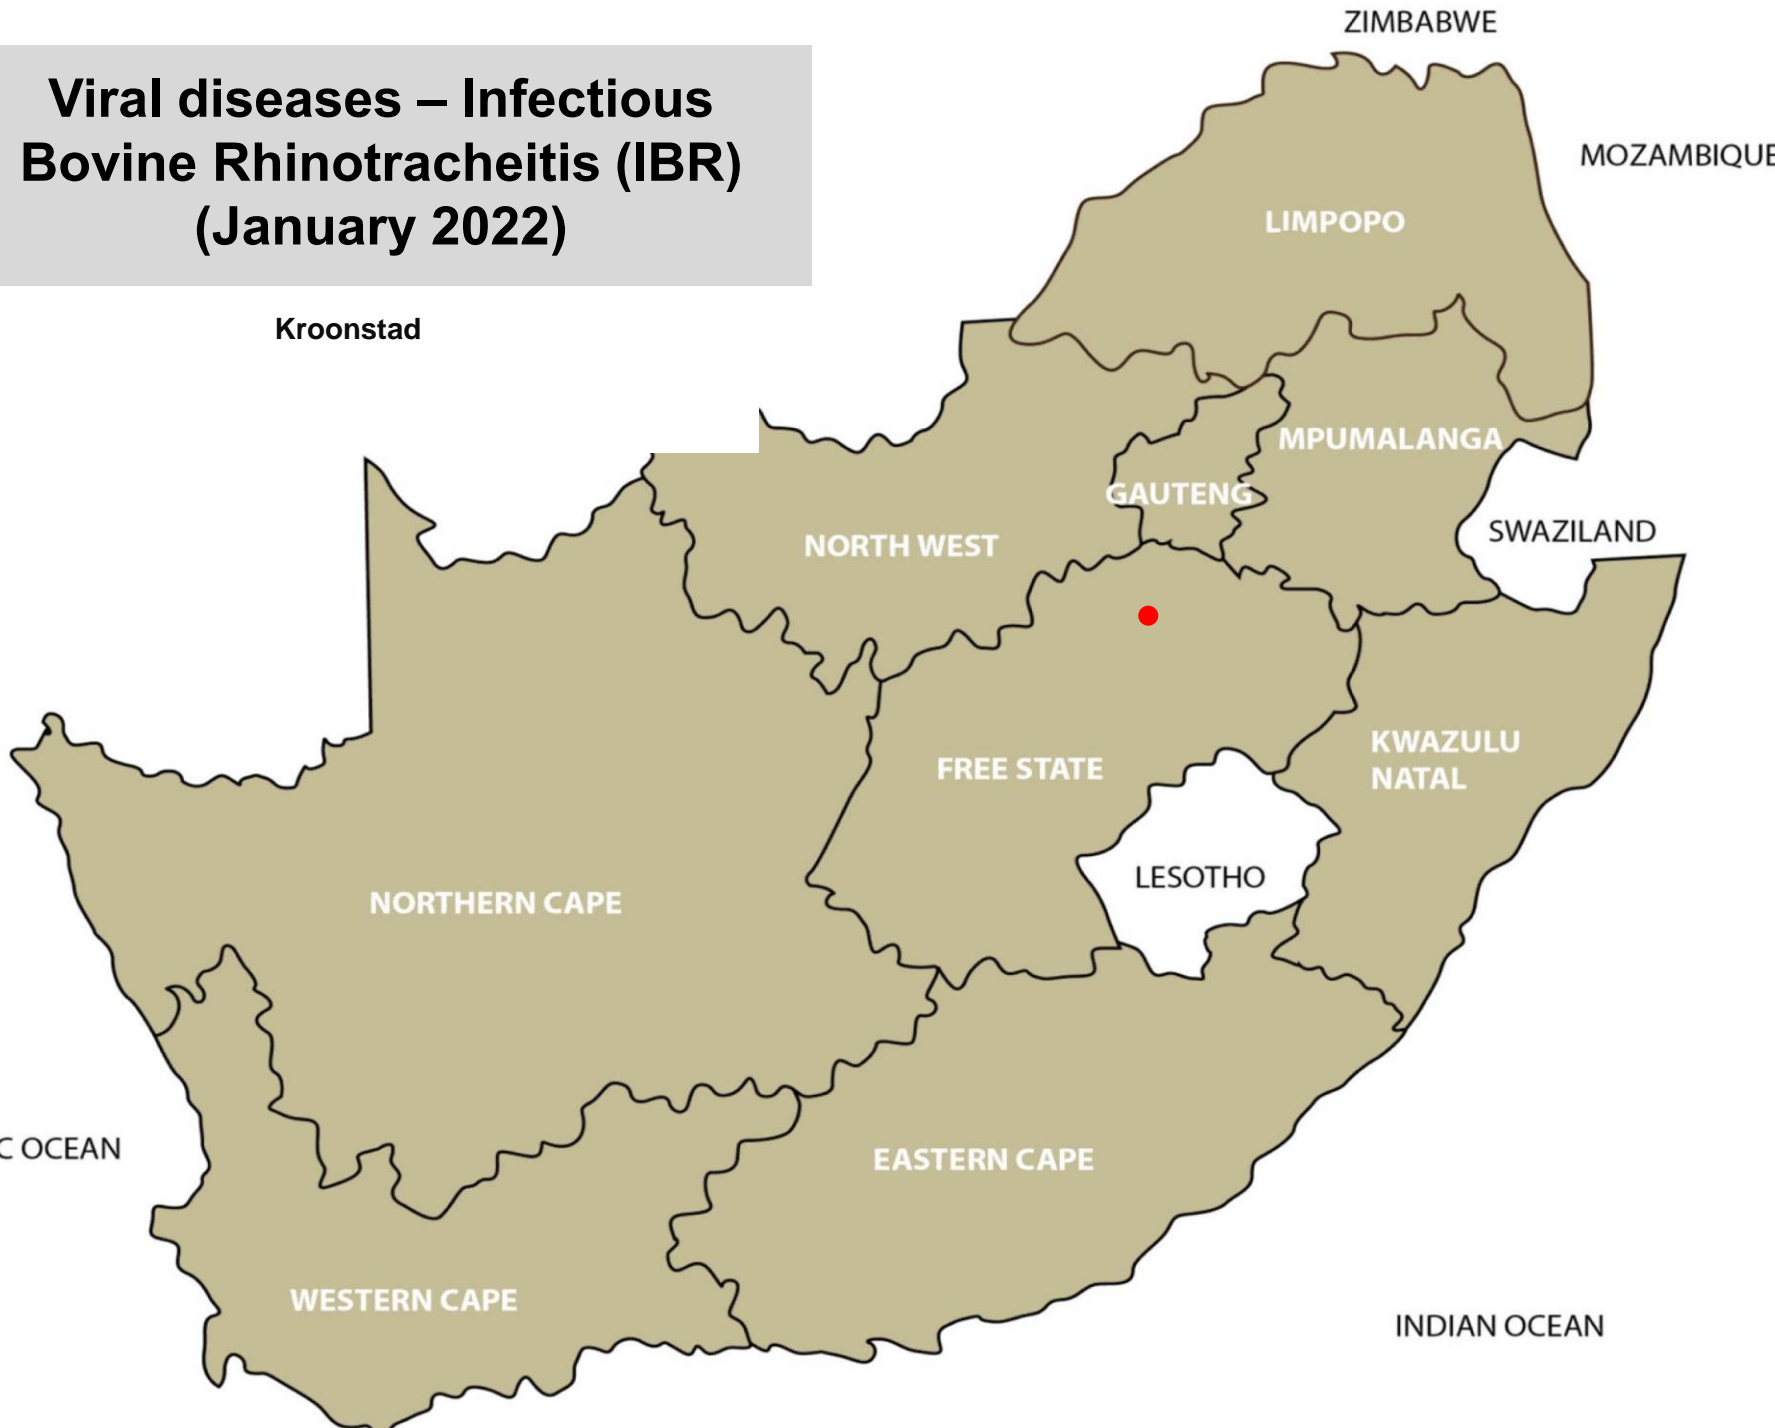 Viral diseases – Infectious
Bovine Rhinotracheitis (IBR)
(January 2022)
Kroonstad
ZIMBABWE
MOZAMBIQUE
LIMPOPO
MPUMALANGA
GAUTENG
SWAZILAND
NORTH WEST
KWAZULU
NATAL
FREE STATE
LESOTHO
NORTHERN CAPE
C OCEAN
EASTERN CAPE
WESTERN CAPE
INDIAN OCEAN